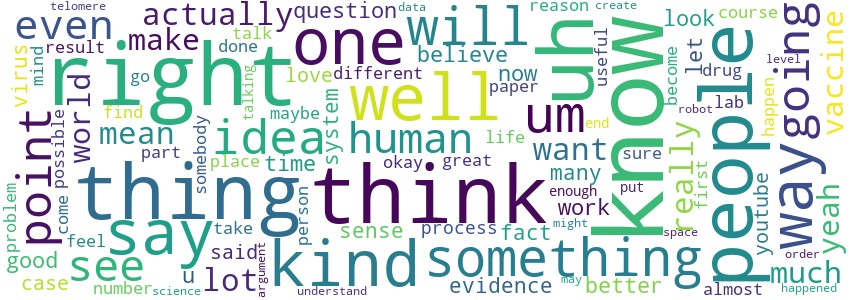 telomere
even
actually
question
data
reason
create
virus
mind
result
make
done
talk
one
will
look
course
uh
useful
know
now
believe
let
drug
become
people
level
going
way
vaccine
right
go
love
different
paper
lab
happen
robot
find
talking
maybe
well
um
end
point
possible
world
mean
idea
system
human
life
want
sure
really
first
part
somebody
place
time
okay
great
many
enough
put
work
problem
come
thing
think
person
feel
say
take
sense
process
fact
might
space
youtube
yeah
order
good
see
said
u
kind
something
case
number
lot
argument
science
understand
evidence
may
better
almost
much
happened